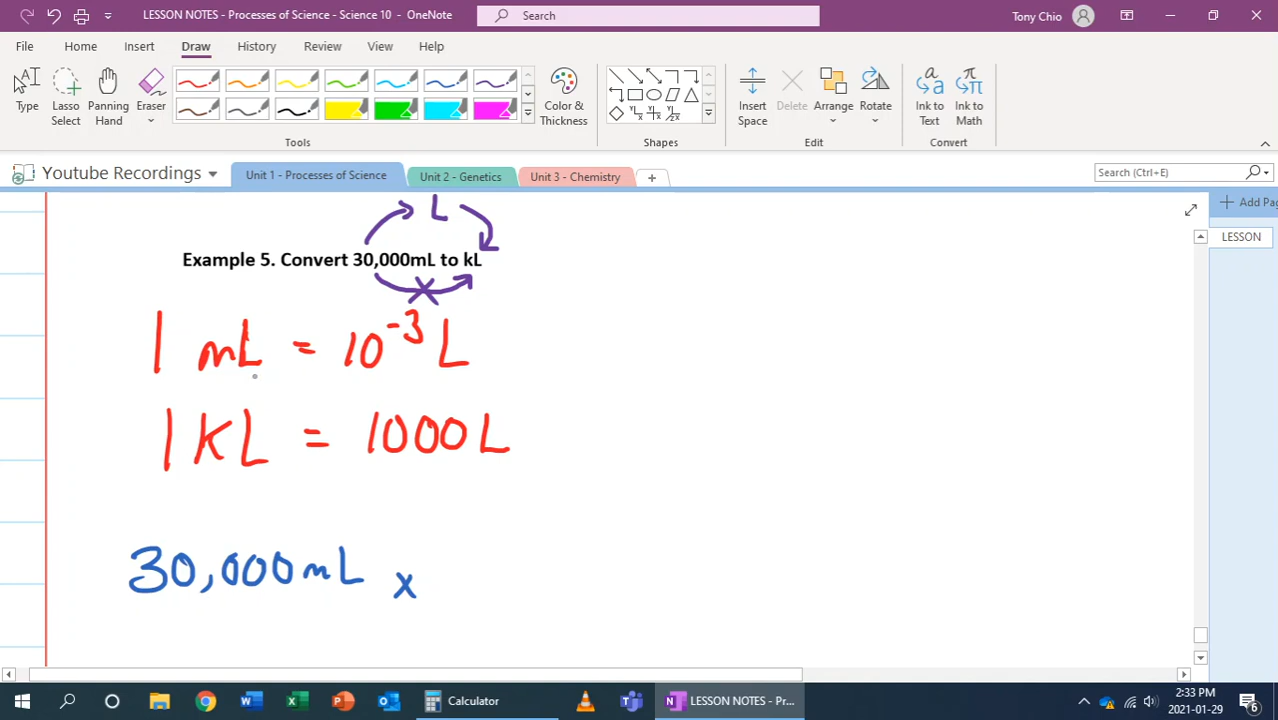 LESSON NOTES - Processes of Science - Science 10 - OneNote
Search
Tony Chio
File Home Insert Draw History Review View Help
Type
Lasso Select
Panning Hand
Eraser
Color & Thickness
Insert Space
Delete
Arrange
Rotate
Ink to Text
Ink to Math
Tools
Shapes
Edit
Convert
Youtube Recordings
Unit 1 - Processes of Science
Unit 2 - Genetics
Unit 3 - Chemistry
Search (Ctrl+E)
Add Pag
LESSON
L
Example 5. Convert 30,000mL to kL
1 mL = 10⁻³ L
1 KL = 1000L
30,000mL x
Calculator
LESSON NOTES - Pr...
2:33 PM
2021-01-29
6